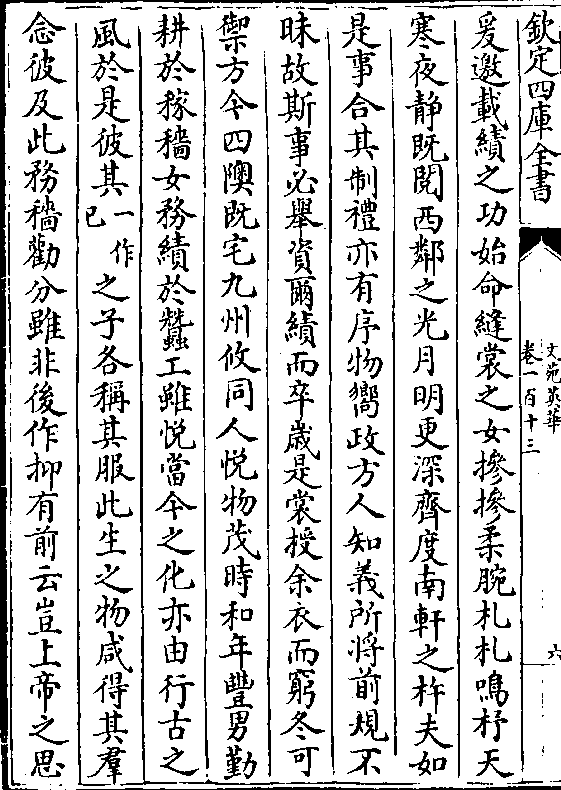 欽定四庫全書
文苑英華
卷一百十三
六
爰邀載績之功始命縫裳之女摻摻柔腕札札鳴杼天
寒夜静既閲西鄰之光月明更深齊度南軒之杵夫如
是事合其制禮亦有序物嚮政方人知義所將前規不
昧故斯事必舉資爾績而卒歳是裳授余衣而窮冬可
禦方今四隩既宅九州攸同人悦物茂時和年豐男勤
耕於稼穡女務績於蠶工雖悦當今之化亦由行古之
風於是彼其一作已之子各稱其服此生之物咸得其羣
念彼及此務穡勸分雖非後作抑有前云豈上帝之思